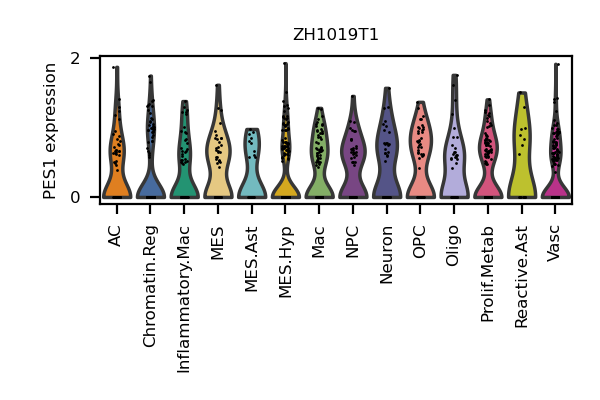 ZH1019T1
PES1 expression
2
0
AC
Chromatin.Reg
Inflammatory.Mac
MES
MES.Ast
MES.Hyp
Mac
NPC
Neuron
OPC
Oligo
Prolif.Metab
Reactive.Ast
Vasc